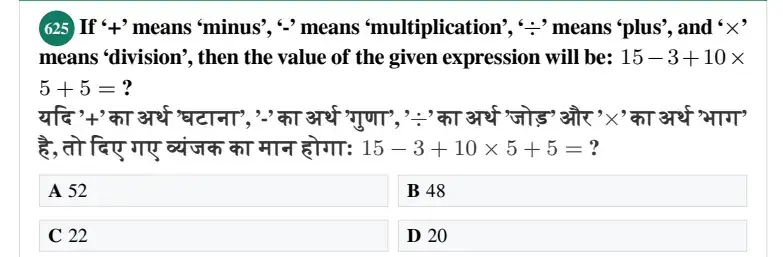 625 If ‘+’ means ‘minus’, ‘-’ means ‘multiplication’, ‘÷’ means ‘plus’, and ‘×’
means ‘division’, then the value of the given expression will be: 15 − 3 + 10 ×
5 + 5 = ?
यदि '+' का अर्थ 'घटाना', '-' का अर्थ 'गुणा', '÷' का अर्थ 'जोड़' और '×' का अर्थ 'भाग'
है, तो दिए गए व्यंजक का मान होगा: 15 − 3 + 10 × 5 + 5 = ?
A 52
B 48
C 22
D 20